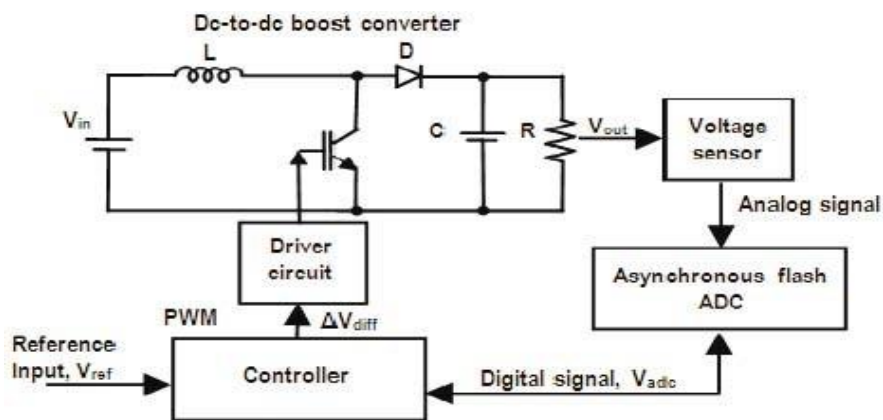 Dc-to-dc boost converter
L
D
Vin
C
R
Vout
Voltage
sensor
Analog signal
Driver
circuit
Asynchronous flash
ADC
PWM
ΔVdiff
Reference
Input, Vref
Controller
Digital signal, Vadc